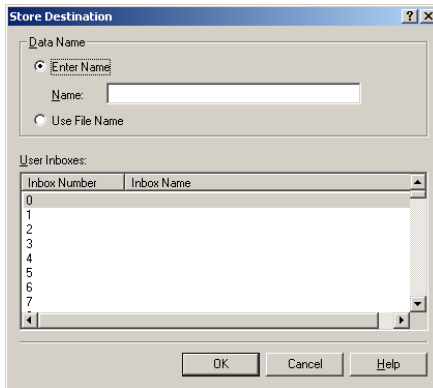 Store Destination
Data Name
Enter Name
Name:
Use File Name
User Inboxes:
Inbox Number Inbox Name
0
1
2
3
4
5
6
7
OK Cancel Help